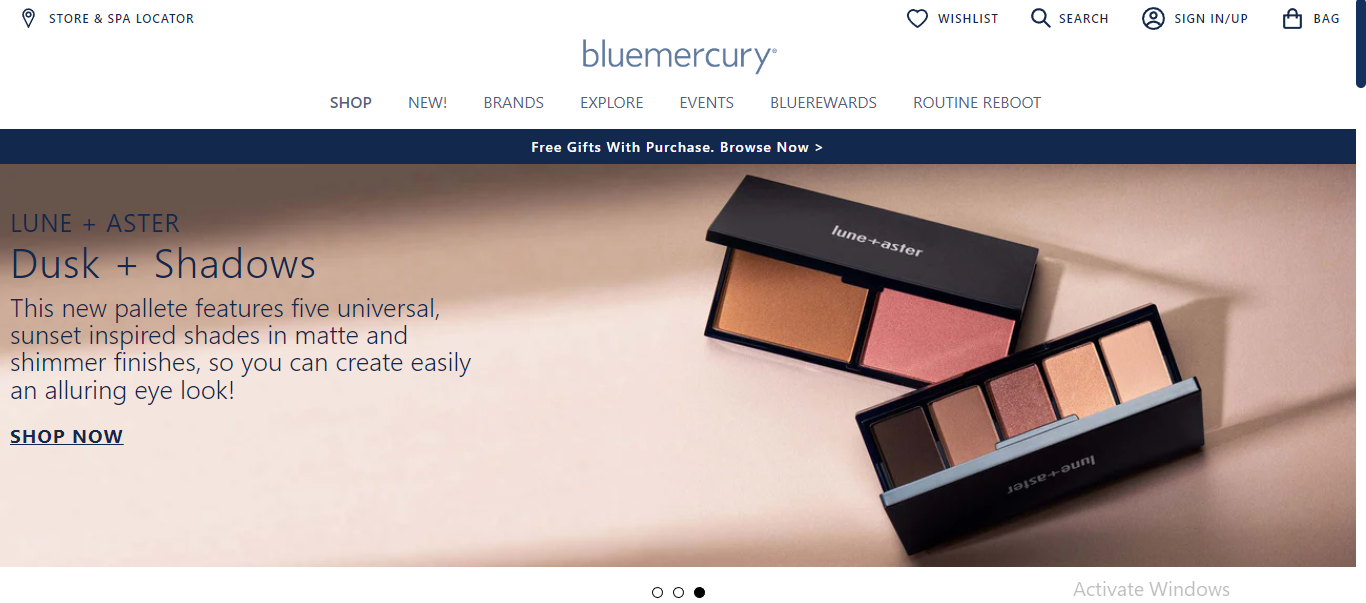 STORE & SPA LOCATOR
WISHLIST
SEARCH
SIGN IN/UP
BAG
bluemercury®
SHOP
NEW!
BRANDS
EXPLORE
EVENTS
BLUEREWARDS
ROUTINE REBOOT
Free Gifts With Purchase. Browse Now >
LUNE + ASTER
Dusk + Shadows
This new pallete features five universal,
sunset inspired shades in matte and
shimmer finishes, so you can create easily
an alluring eye look!
SHOP NOW
lune+aster
lune+aster
Activate Windows